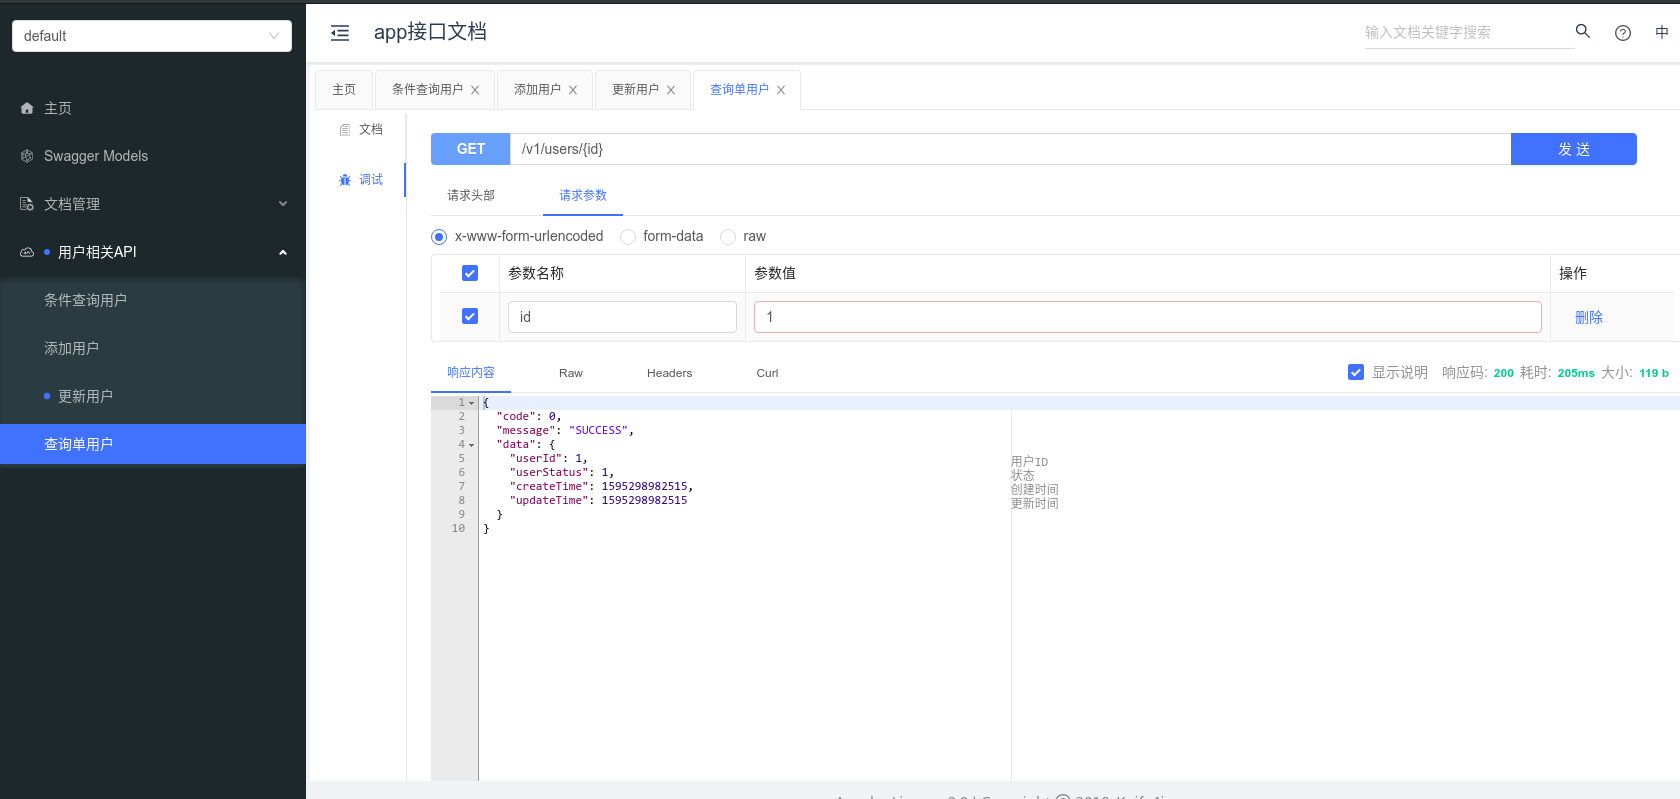 default
主页
Swagger Models
文档管理
用户相关API
条件查询用户
添加用户
更新用户
查询单用户
app接口文档
输入文档关键字搜索
中
主页 条件查询用户 添加用户 更新用户 查询单用户
文档
调试
GET /v1/users/{id} 发 送
请求头部 请求参数
x-www-form-urlencoded form-data raw
参数名称 参数值 操作
id 1 删除
响应内容 Raw Headers Curl 显示说明 响应码: 200 耗时: 205ms 大小: 119 b
1 {
2 "code": 0,
3 "message": "SUCCESS",
4 "data": {
5 "userId": 1, 用户ID
6 "userStatus": 1, 状态
7 "createTime": 1595298982515, 创建时间
8 "updateTime": 1595298982515 更新时间
9 }
10 }